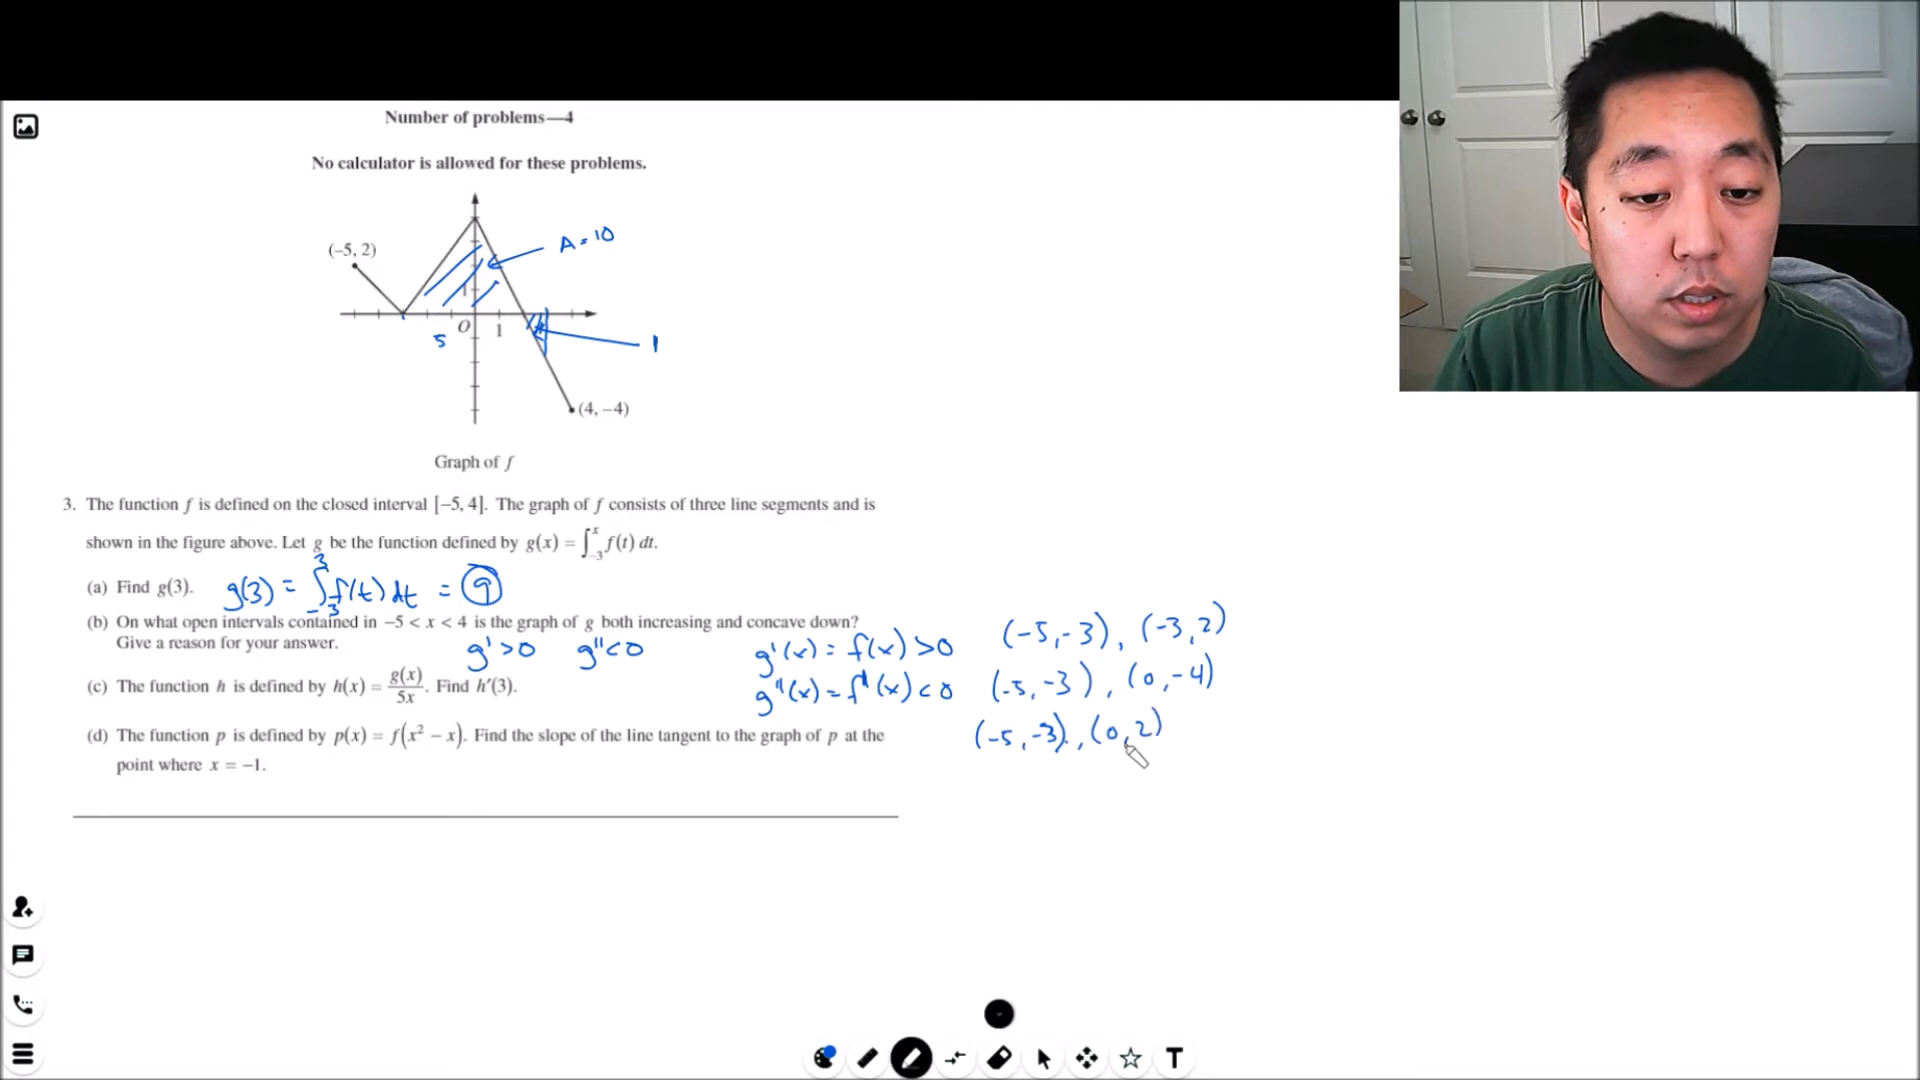 Number of problems—4
No calculator is allowed for these problems.
(–5, 2)
A = 10
O
1
5
1
1
(4, –4)
Graph of f
3. The function f is defined on the closed interval [–5, 4]. The graph of f consists of three line segments and is
shown in the figure above. Let g be the function defined by g(x) = ∫_{–3}^{x} f(t) dt.
(a) Find g(3). g(3) = ∫_{-3}^{3} f(t) dt = 9
(b) On what open intervals contained in –5 < x < 4 is the graph of g both increasing and concave down?
Give a reason for your answer. g' > 0 g'' < 0
g'(x) = f(x) > 0 (-5, -3), (-3, 2)
(c) The function h is defined by h(x) = g(x)/5x. Find h′(3).
g''(x) = f'(x) < 0 (-5, -3), (0, -4)
(-5, -3), (0, 2)
(d) The function p is defined by p(x) = f(x² – x). Find the slope of the line tangent to the graph of p at the
point where x = –1.
T